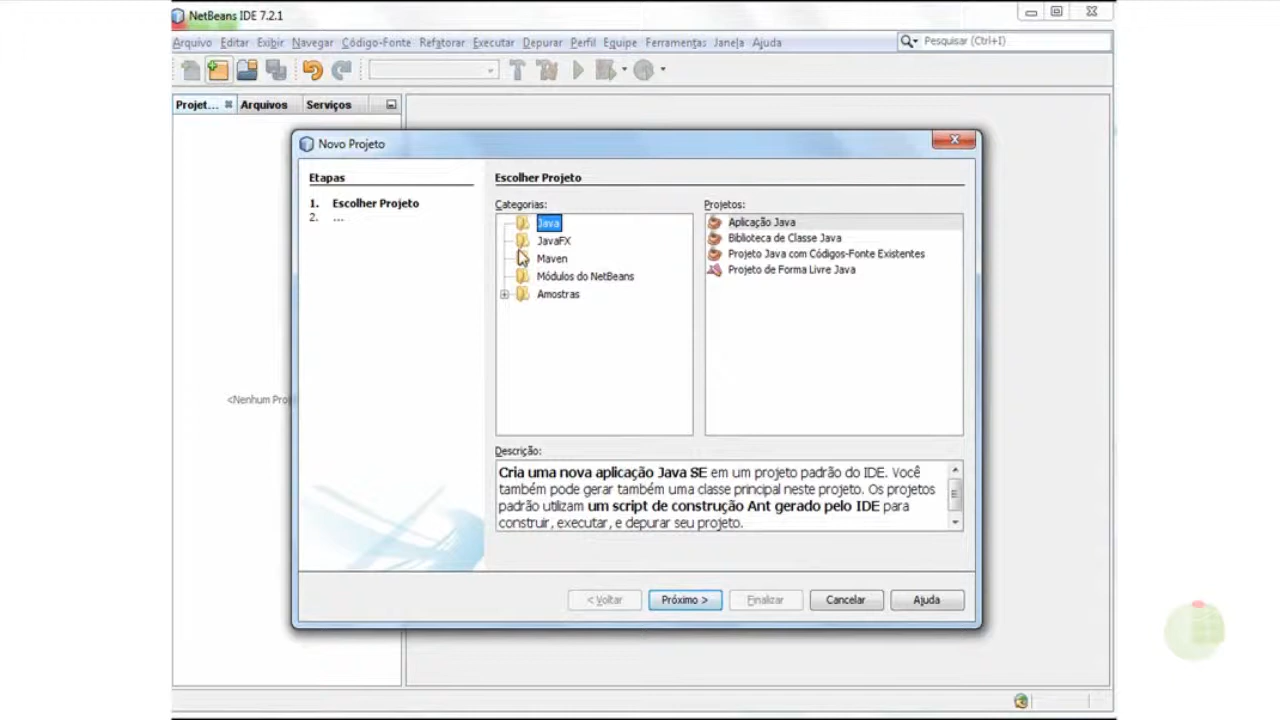 NetBeans IDE 7.2.1
Arquivo Editar Exibir Navegar Código-Fonte Refatorar Executar Depurar Perfil Equipe Ferramentas Janela Ajuda
Pesquisar (Ctrl+I)
Projet... Arquivos Serviços
Novo Projeto
Etapas
1. Escolher Projeto
2. ...
Escolher Projeto
Categorias:
Java
JavaFX
Maven
Módulos do NetBeans
Amostras
Projetos:
Aplicação Java
Biblioteca de Classe Java
Projeto Java com Códigos-Fonte Existentes
Projeto de Forma Livre Java
<Nenhum Proj
Descrição:
Cria uma nova aplicação Java SE em um projeto padrão do IDE. Você
também pode gerar também uma classe principal neste projeto. Os projetos
padrão utilizam um script de construção Ant gerado pelo IDE para
construir, executar, e depurar seu projeto.
< Voltar Próximo > Finalizar Cancelar Ajuda